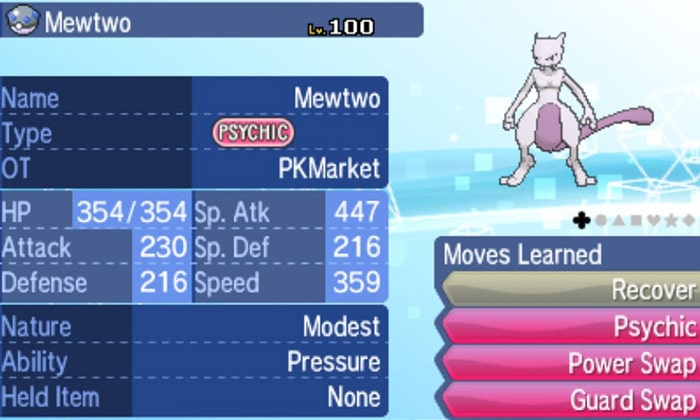 Mewtwo Lv.100
Name Mewtwo
Type PSYCHIC
OT PKMarket
HP 354/354 Sp. Atk 447
Attack 230 Sp. Def 216
Defense 216 Speed 359
Nature Modest
Ability Pressure
Held Item None
Moves Learned
Recover
Psychic
Power Swap
Guard Swap